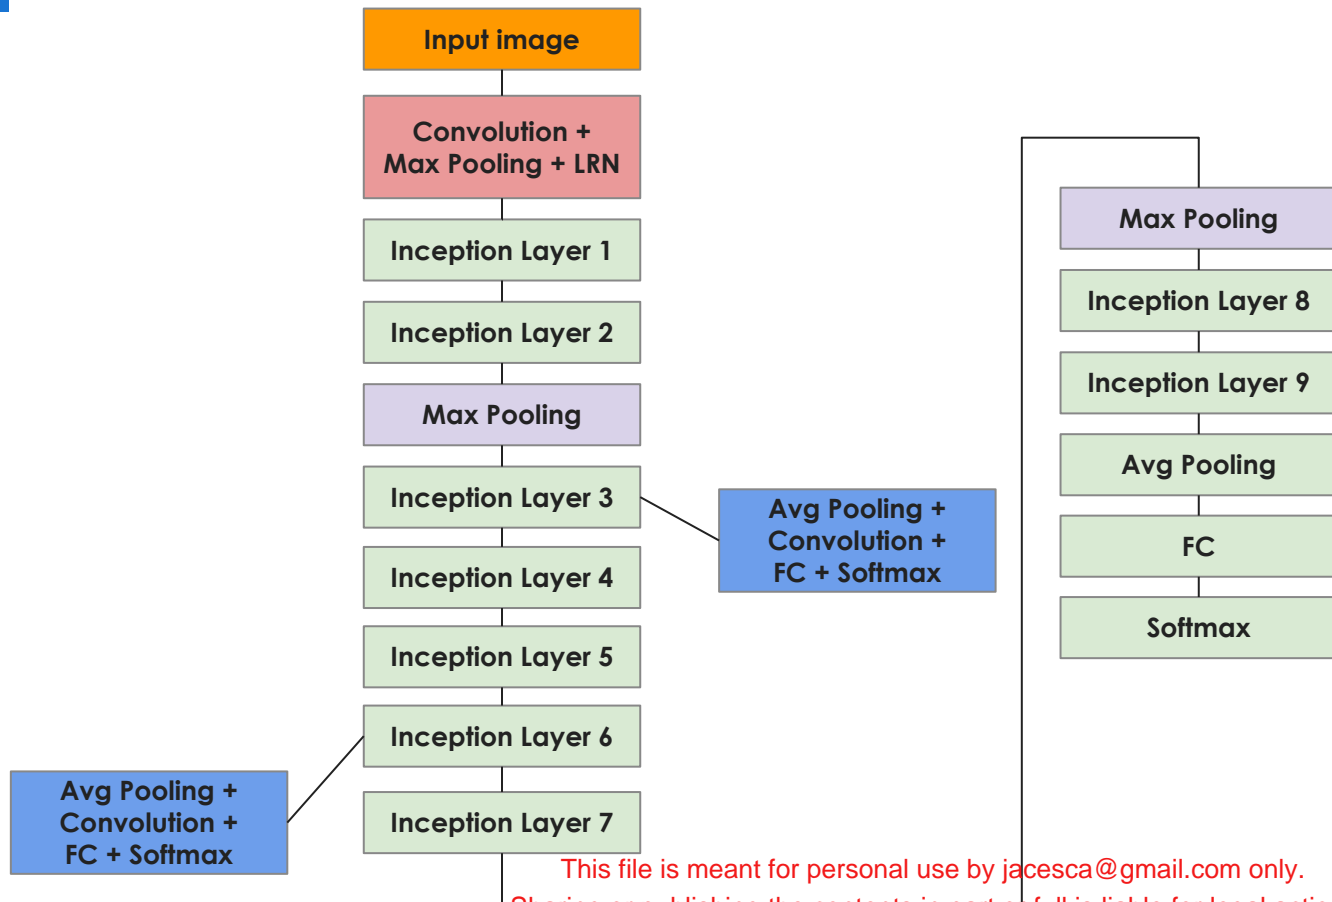 Input image
Convolution +
Max Pooling + LRN
Inception Layer 1
Inception Layer 2
Max Pooling
Inception Layer 3
Avg Pooling +
Convolution +
FC + Softmax
Inception Layer 4
Inception Layer 5
Inception Layer 6
Avg Pooling +
Convolution +
FC + Softmax
Inception Layer 7
Max Pooling
Inception Layer 8
Inception Layer 9
Avg Pooling
FC
Softmax
This file is meant for personal use by jacesca@gmail.com only.